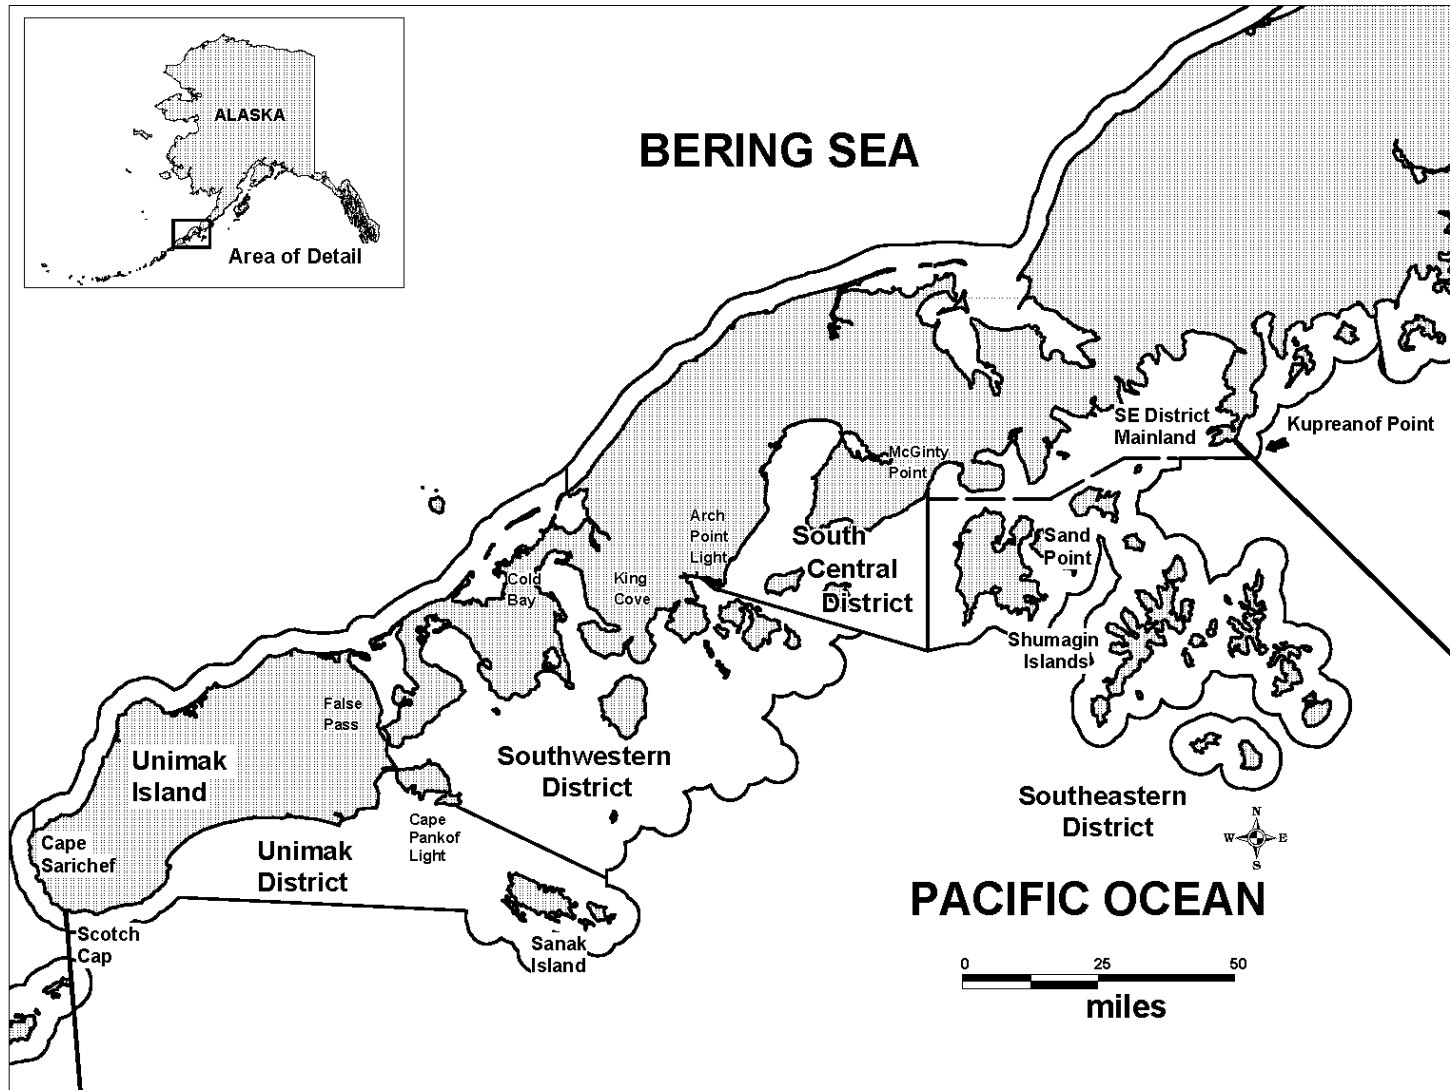 ALASKA
Area of Detail
BERING SEA
SE District
Mainland
Kupreanof Point
McGinty
Point
Arch
Point
Light
South
Central
District
Sand
Point
Cold
Bay
King
Cove
Shumagin
Islands
False
Pass
Unimak
Island
Southwestern
District
Southeastern
District
Cape
Pankof
Light
Cape
Sarichef
Unimak
District
N
W E
S
PACIFIC OCEAN
Scotch
Cap
Sanak
Island
0 25 50
miles